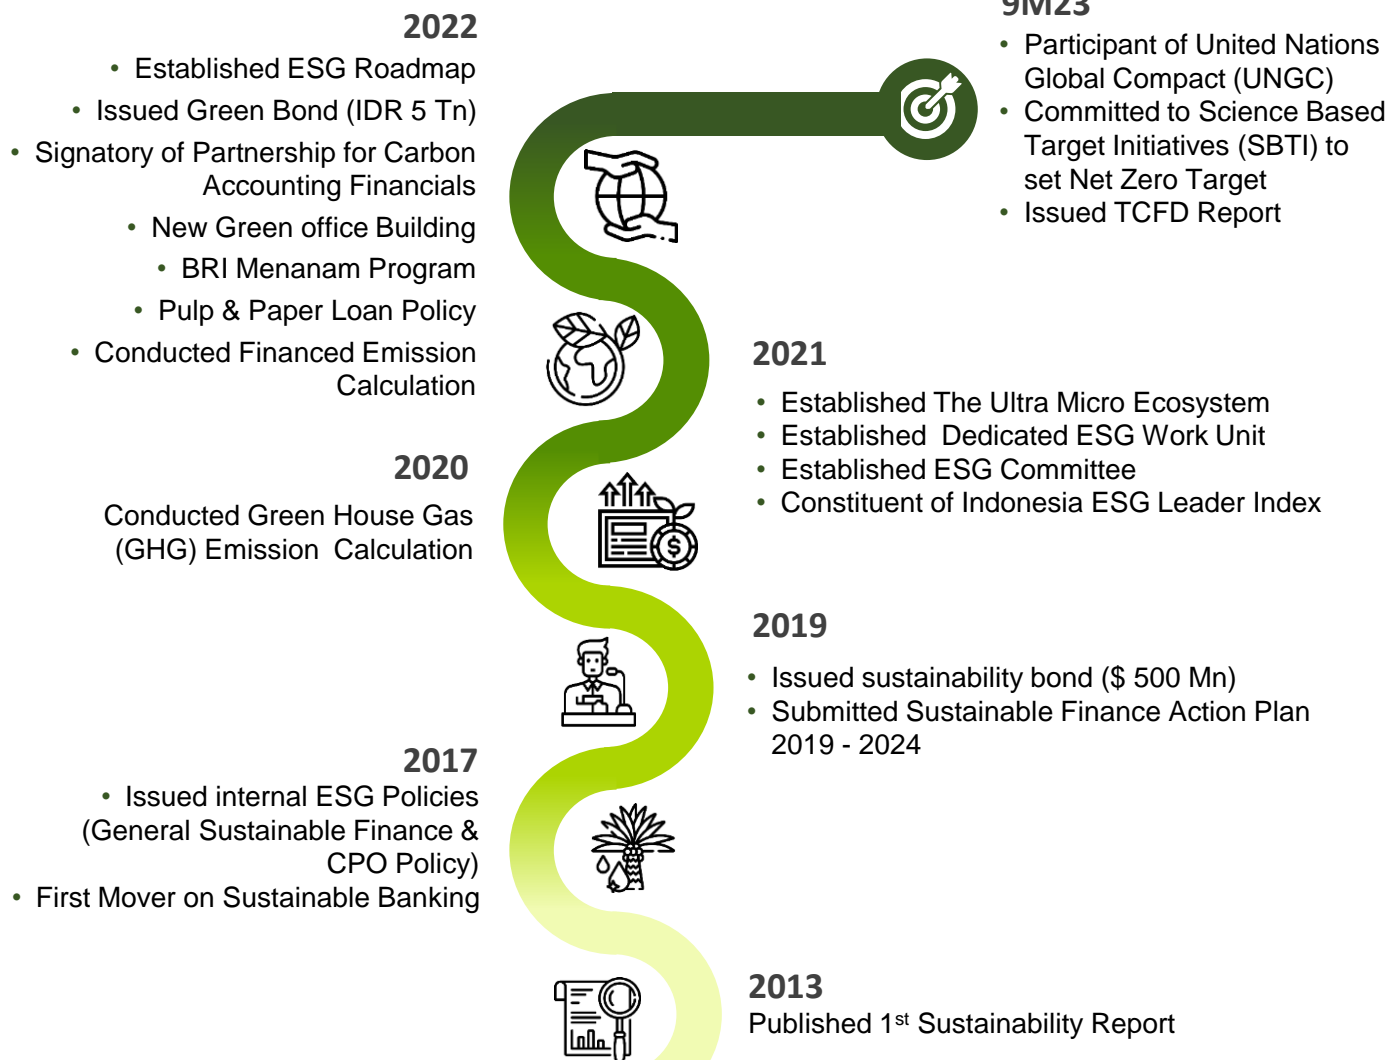 2022
• Established ESG Roadmap
• Issued Green Bond (IDR 5 Tn)
• Signatory of Partnership for Carbon
Accounting Financials
• New Green office Building
• BRI Menanam Program
• Pulp & Paper Loan Policy
• Conducted Financed Emission
Calculation
9M23
• Participant of United Nations
Global Compact (UNGC)
• Committed to Science Based
Target Initiatives (SBTI) to
set Net Zero Target
• Issued TCFD Report
2021
• Established The Ultra Micro Ecosystem
• Established Dedicated ESG Work Unit
• Established ESG Committee
• Constituent of Indonesia ESG Leader Index
2020
Conducted Green House Gas
(GHG) Emission Calculation
$
2019
• Issued sustainability bond ($ 500 Mn)
• Submitted Sustainable Finance Action Plan
2019 - 2024
2017
• Issued internal ESG Policies
(General Sustainable Finance &
CPO Policy)
• First Mover on Sustainable Banking
2013
Published 1st Sustainability Report